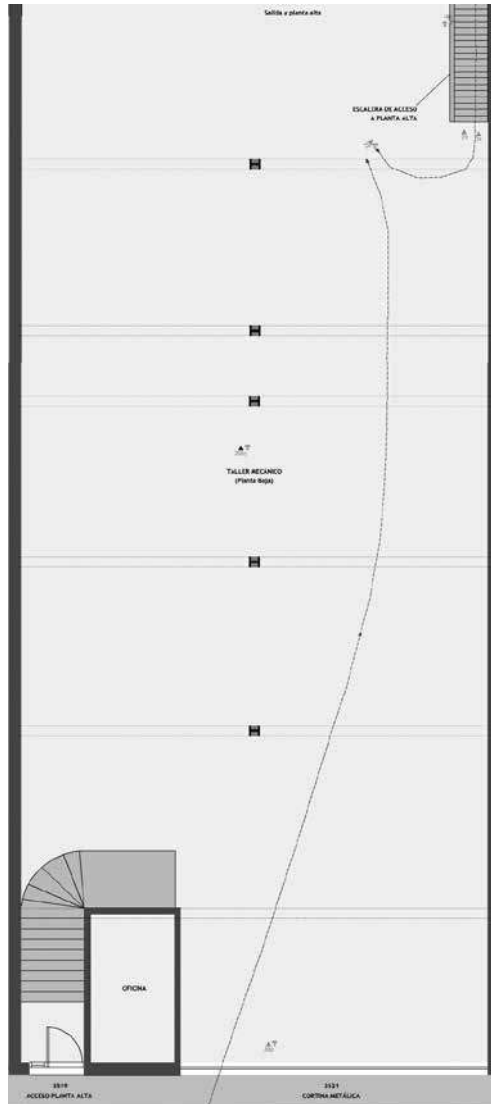 Salida a planta alta
ESCALERA DE ACCESO
A PLANTA ALTA
TALLER MECÁNICO
(Planta Baja)
OFICINA
2519
ACCESO PLANTA ALTA
2521
CORTINA METÁLICA